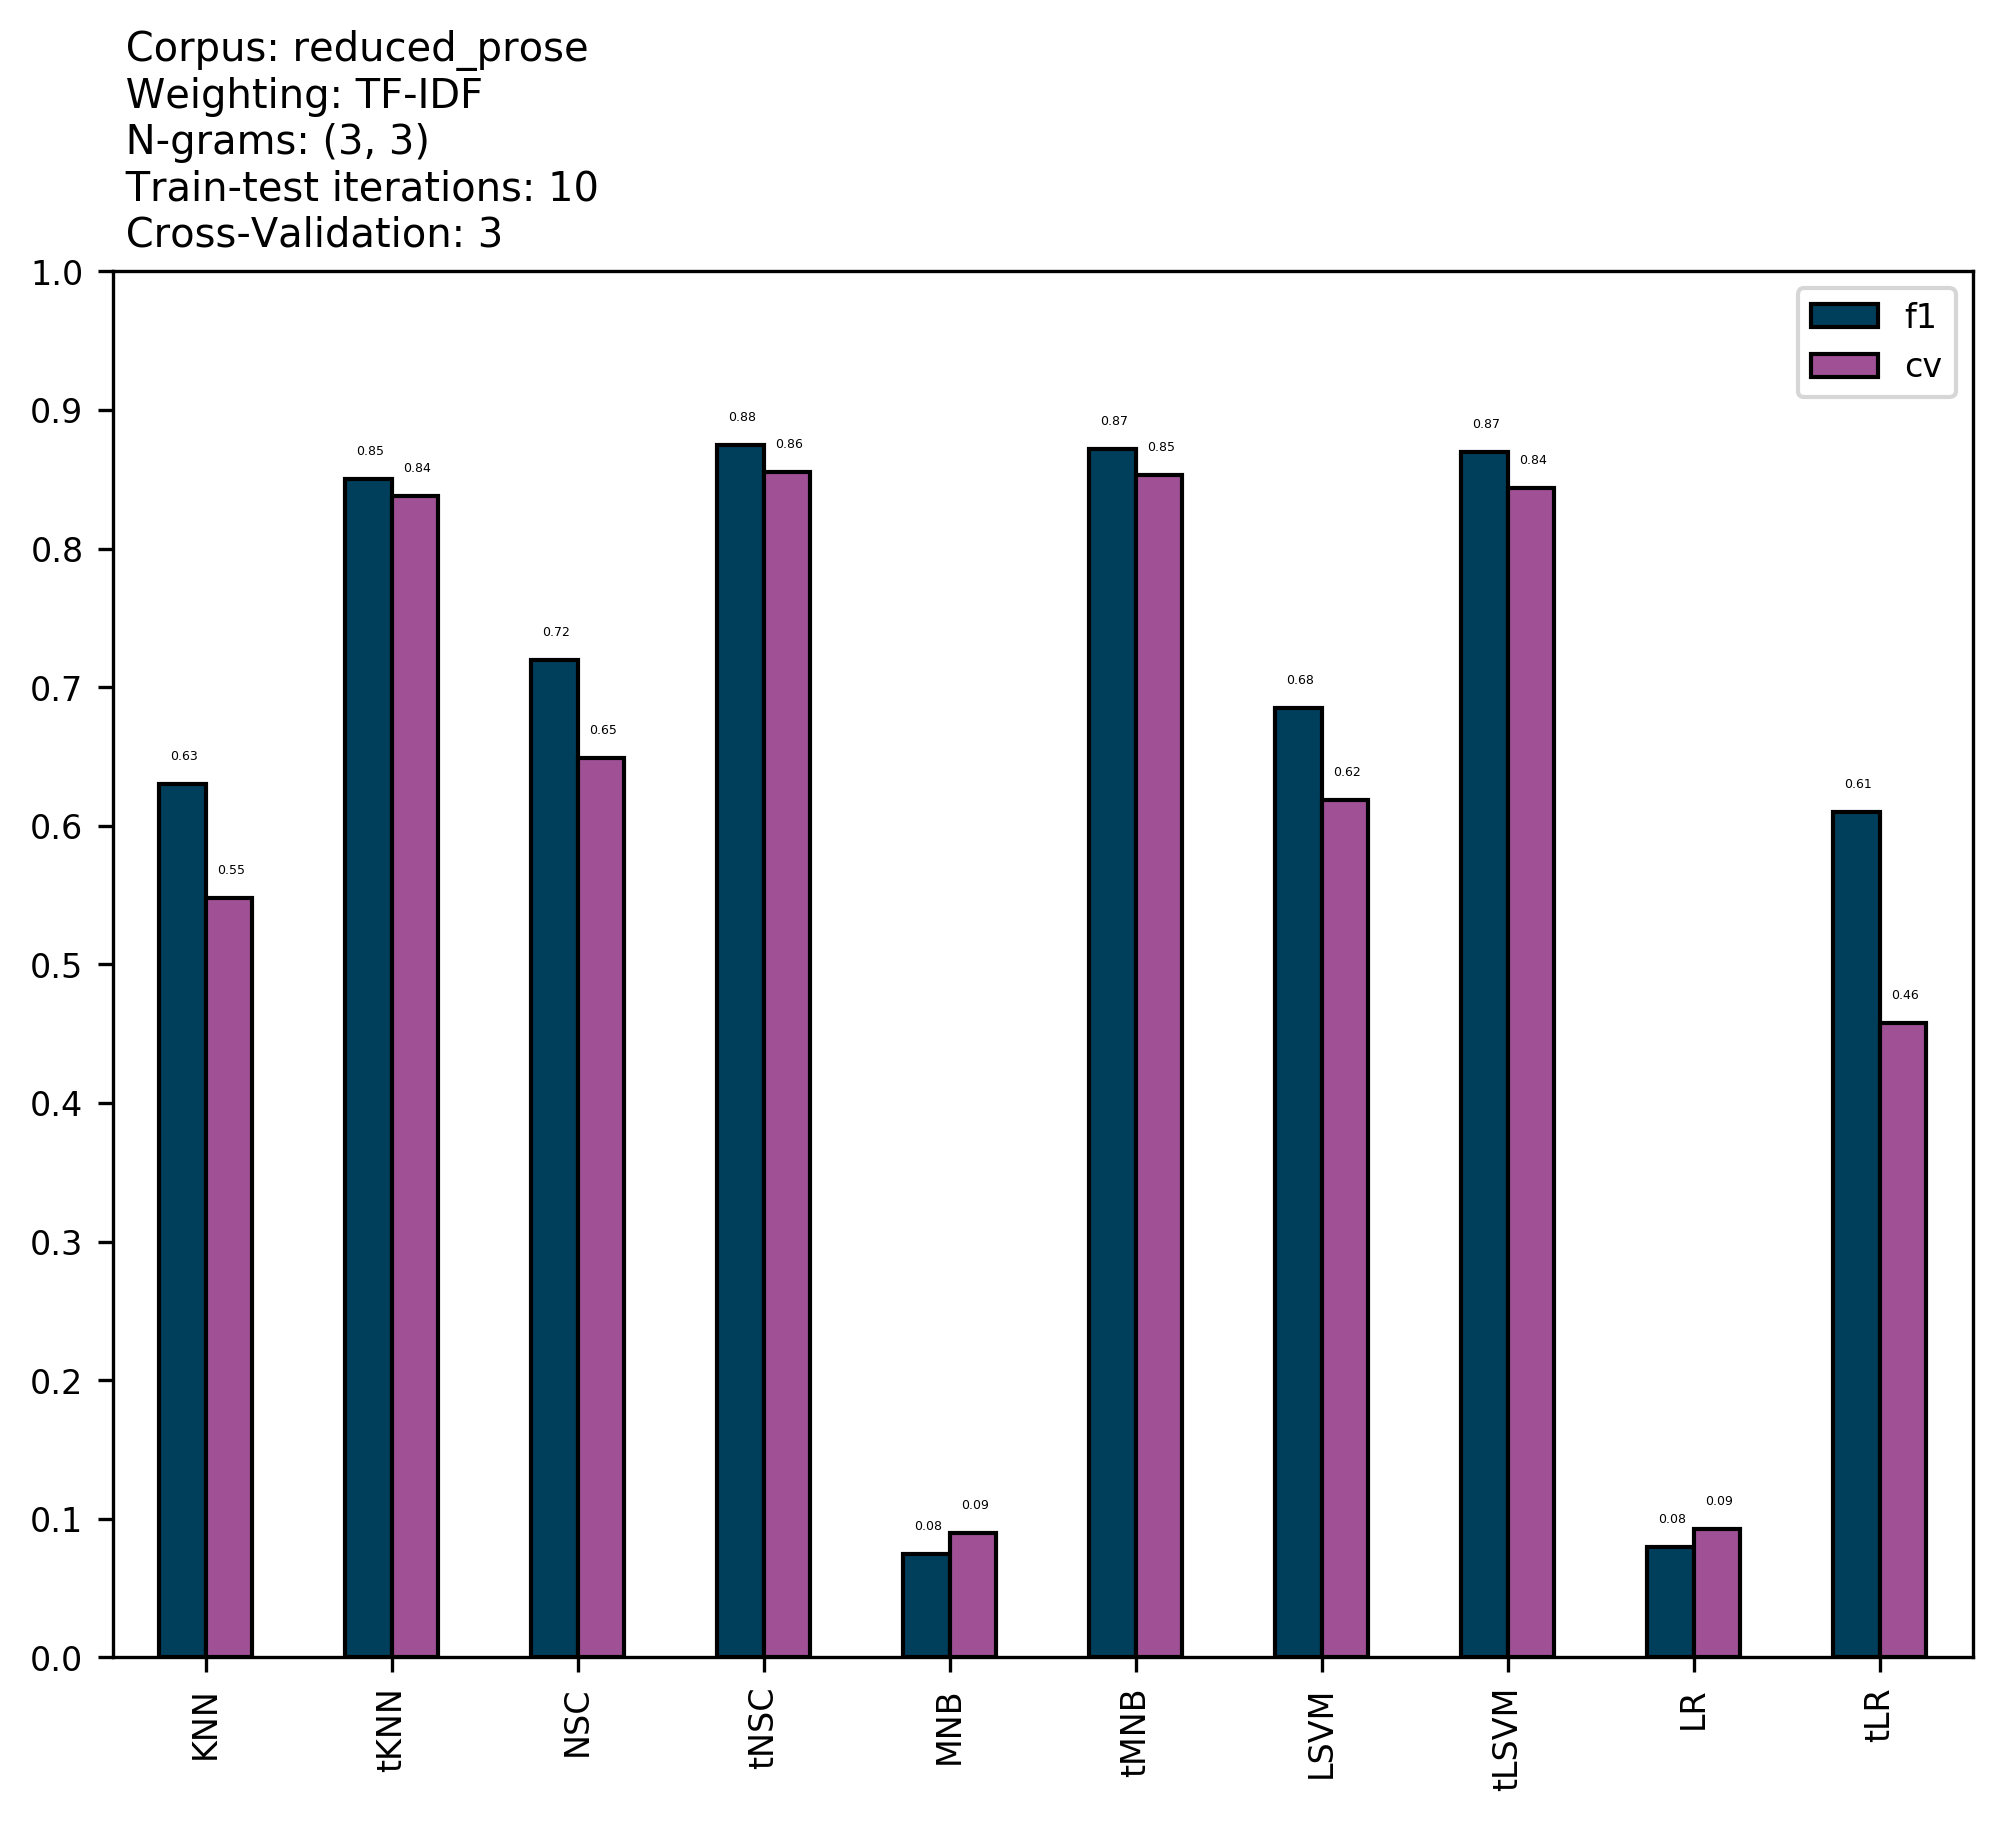 Corpus: reduced_prose
Weighting: TF-IDF
N-grams: (3, 3)
Train-test iterations: 10
Cross-Validation: 3
1.0
0.9
0.8
0.7
0.6
0.5
0.4
0.3
0.2
0.1
0.0
f1
cv
0.63
0.55
0.85
0.84
0.72
0.65
0.88
0.86
0.08
0.09
0.87
0.85
0.68
0.62
0.87
0.84
0.08
0.09
0.61
0.46
KNN
tKNN
NSC
tNSC
MNB
tMNB
LSVM
tLSVM
LR
tLR